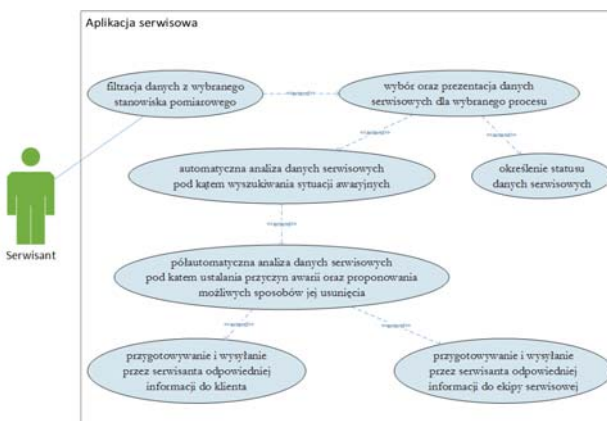 Aplikacja serwisowa
filtracja danych z wybranego
stanowiska pomiarowego
wybór oraz prezentacja danych
serwisowych dla wybranego procesu
automatyczna analiza danych serwisowych
pod kątem wyszukiwania sytuacji awaryjnych
określenie statusu
danych serwisowych
Serwisant
półautomatyczna analiza danych serwisowych
pod katem ustalania przyczyn awarii oraz proponowania
możliwych sposobów jej usunięcia
przygotowywanie i wysyłanie
przez serwisanta odpowiedniej
informacji do klienta
przygotowywanie i wysyłanie
przez serwisanta odpowiedniej
informacji do ekipy serwisowej